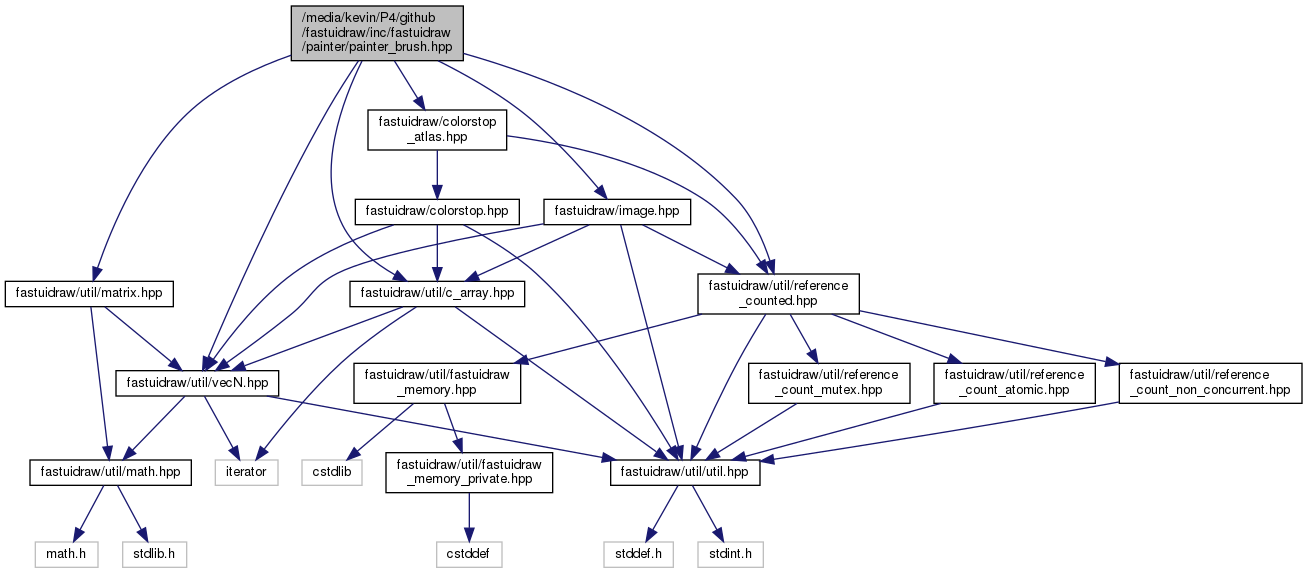 /media/kevin/P4/github
/fastuidraw/inc/fastuidraw
/painter/painter_brush.hpp
fastuidraw/colorstop
_atlas.hpp
fastuidraw/colorstop.hpp
fastuidraw/image.hpp
fastuidraw/util/matrix.hpp
fastuidraw/util/c_array.hpp
fastuidraw/util/reference
_counted.hpp
fastuidraw/util/vecN.hpp
fastuidraw/util/fastuidraw
_memory.hpp
fastuidraw/util/reference
_count_mutex.hpp
fastuidraw/util/reference
_count_atomic.hpp
fastuidraw/util/reference
_count_non_concurrent.hpp
fastuidraw/util/math.hpp
iterator
cstdlib
fastuidraw/util/fastuidraw
_memory_private.hpp
fastuidraw/util/util.hpp
math.h
stdlib.h
cstddef
stddef.h
stdint.h